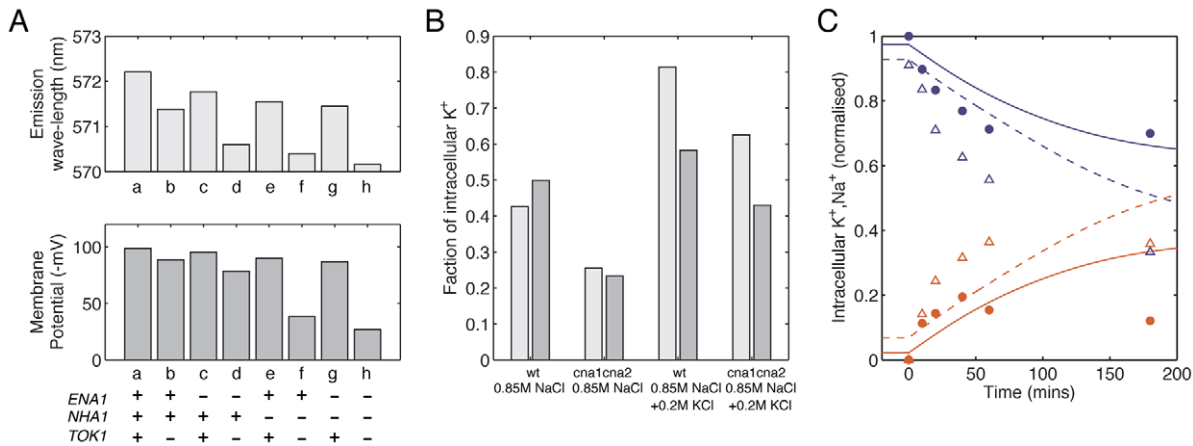 A
Emission
wave-length (nm)
573
572
571
570
a b c d e f g h
Membrane
Potential (-mV)
100
50
0
a b c d e f g h
ENA1 + + – – + + – –
NHA1 + + + + – – – –
TOK1 + – + – + – + –
B
Faction of intracellular K+
0.9
0.8
0.7
0.6
0.5
0.4
0.3
0.2
0.1
0
wt
0.85M NaCl
cna1cna2
0.85M NaCl
wt
0.85M NaCl
+0.2M KCl
cna1cna2
0.85M NaCl
+0.2M KCl
C
Intracellular K+,Na+ (normalised)
1
0.8
0.6
0.4
0.2
0
0 50 100 150 200
Time (mins)